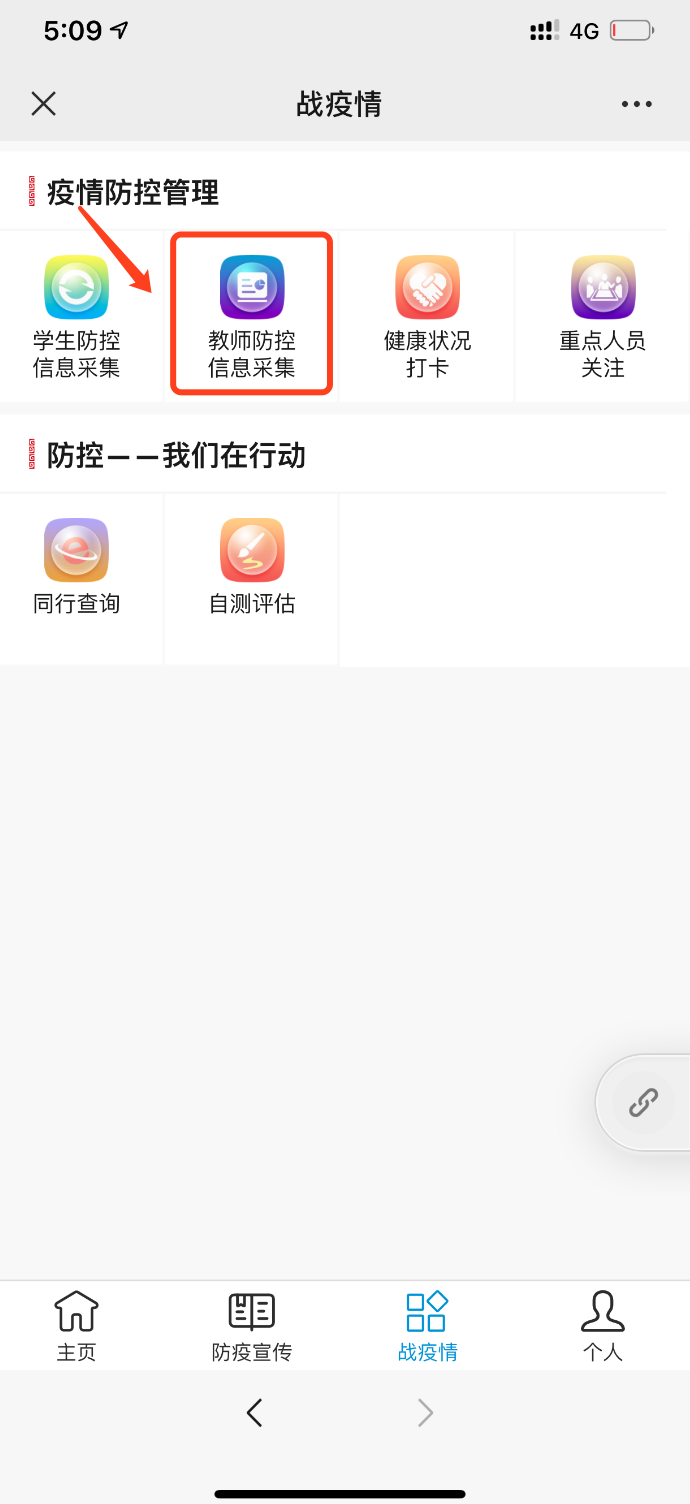 5:09
4G
战疫情
疫情防控管理
学生防控
信息采集
教师防控
信息采集
健康状况
打卡
重点人员
关注
防控——我们在行动
同行查询
自测评估
主页
防疫宣传
战疫情
个人